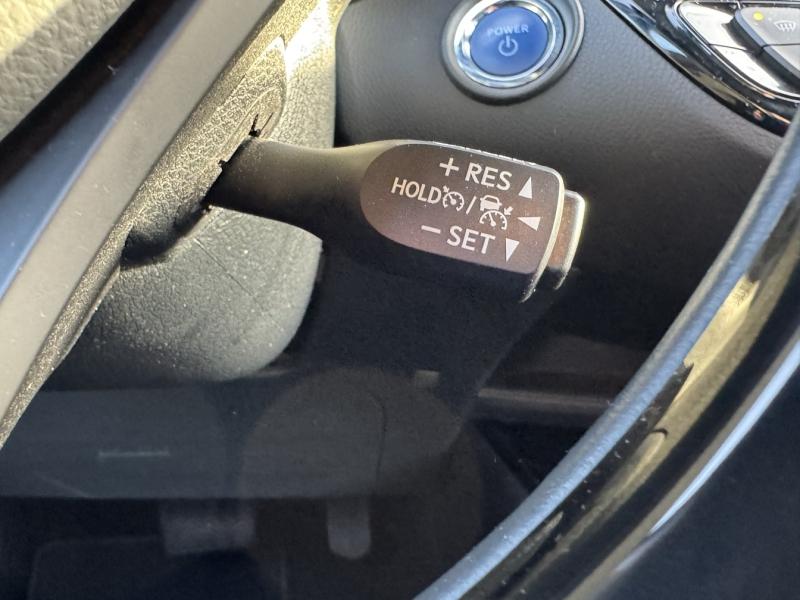 POWER
+ RES
HOLD /
- SET